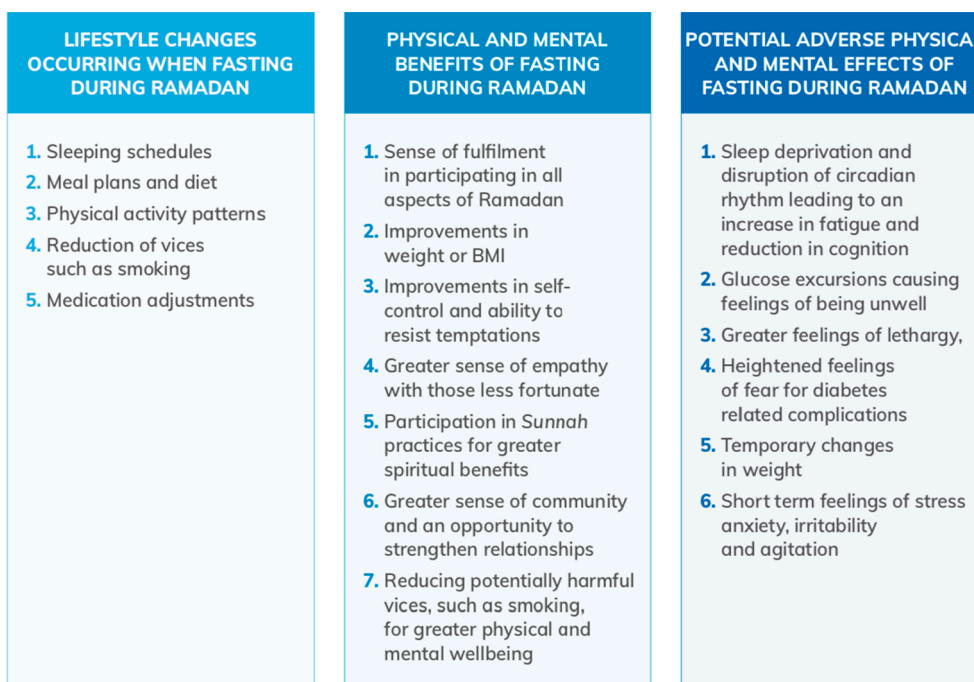 LIFESTYLE CHANGES
OCCURRING WHEN FASTING
DURING RAMADAN
1. Sleeping schedules
2. Meal plans and diet
3. Physical activity patterns
4. Reduction of vices
such as smoking
5. Medication adjustments
PHYSICAL AND MENTAL
BENEFITS OF FASTING
DURING RAMADAN
1. Sense of fulfilment
in participating in all
aspects of Ramadan
2. Improvements in
weight or BMI
3. Improvements in self-
control and ability to
resist temptations
4. Greater sense of empathy
with those less fortunate
5. Participation in Sunnah
practices for greater
spiritual benefits
6. Greater sense of community
and an opportunity to
strengthen relationships
7. Reducing potentially harmful
vices, such as smoking,
for greater physical and
mental wellbeing
POTENTIAL ADVERSE PHYSICA
AND MENTAL EFFECTS OF
FASTING DURING RAMADAN
1. Sleep deprivation and
disruption of circadian
rhythm leading to an
increase in fatigue and
reduction in cognition
2. Glucose excursions causing
feelings of being unwell
3. Greater feelings of lethargy,
4. Heightened feelings
of fear for diabetes
related complications
5. Temporary changes
in weight
6. Short term feelings of stress
anxiety, irritability
and agitation